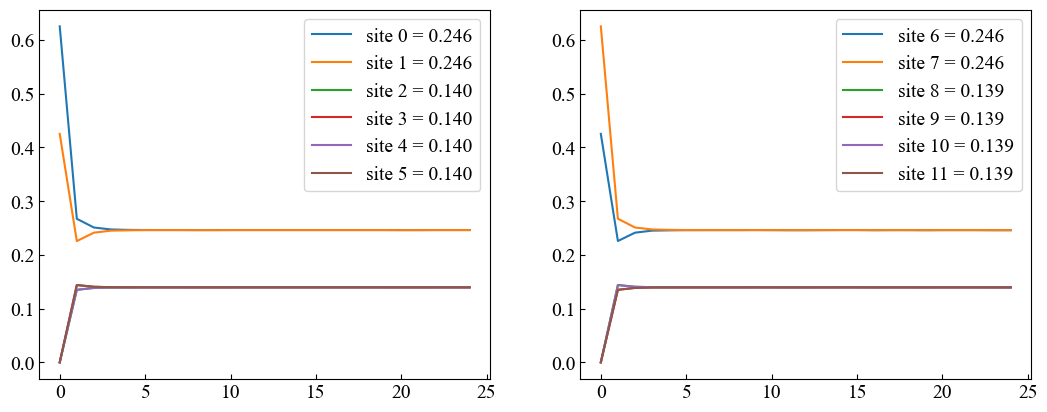 0.6
0.5
0.4
0.3
0.2
0.1
0.0
0 5 10 15 20 25
site 0 = 0.246
site 1 = 0.246
site 2 = 0.140
site 3 = 0.140
site 4 = 0.140
site 5 = 0.140
0.6
0.5
0.4
0.3
0.2
0.1
0.0
0 5 10 15 20 25
site 6 = 0.246
site 7 = 0.246
site 8 = 0.139
site 9 = 0.139
site 10 = 0.139
site 11 = 0.139